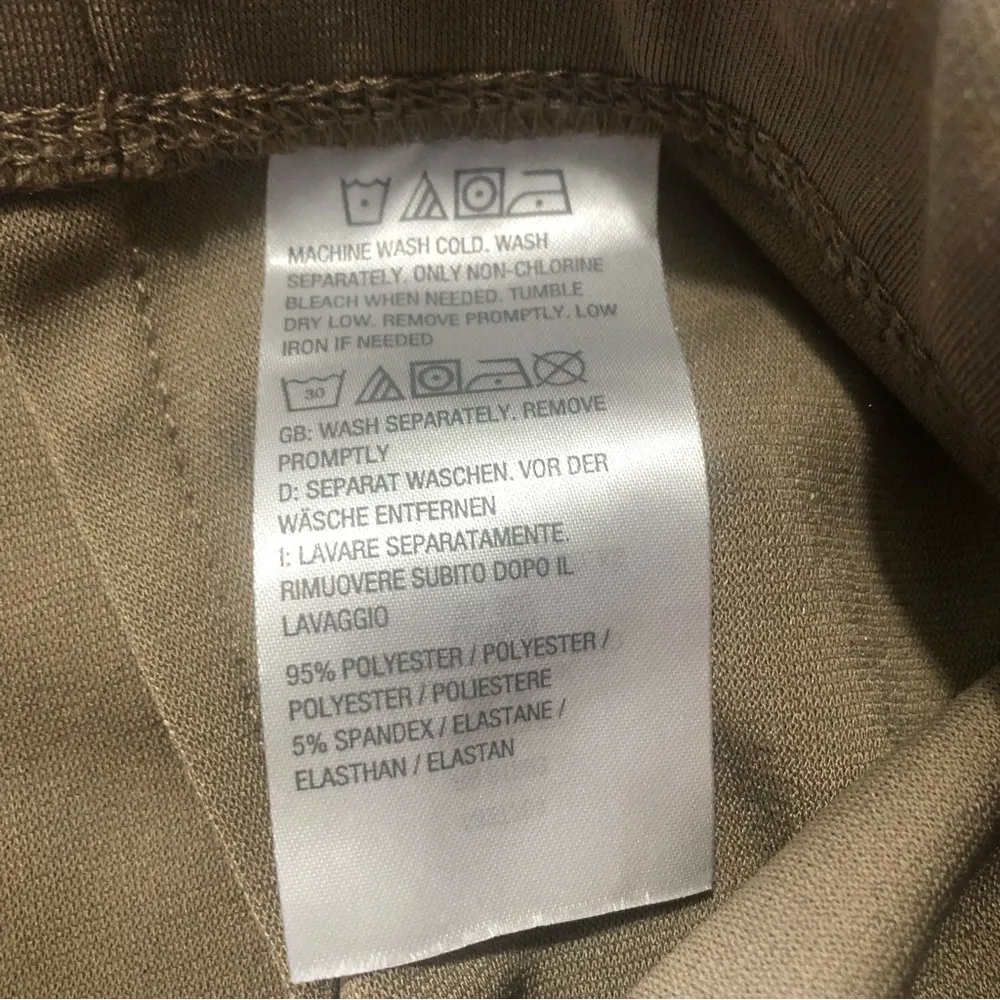 MACHINE WASH COLD. WASH
SEPARATELY. ONLY NON-CHLORINE
BLEACH WHEN NEEDED. TUMBLE
DRY LOW. REMOVE PROMPTLY. LOW
IRON IF NEEDED
30
GB: WASH SEPARATELY. REMOVE
PROMPTLY
D: SEPARAT WASCHEN. VOR DER
WÄSCHE ENTFERNEN
I: LAVARE SEPARATAMENTE.
RIMUOVERE SUBITO DOPO IL
LAVAGGIO
95% POLYESTER / POLYESTER /
POLYESTER / POLIESTERE
5% SPANDEX / ELASTANE /
ELASTHAN / ELASTAN